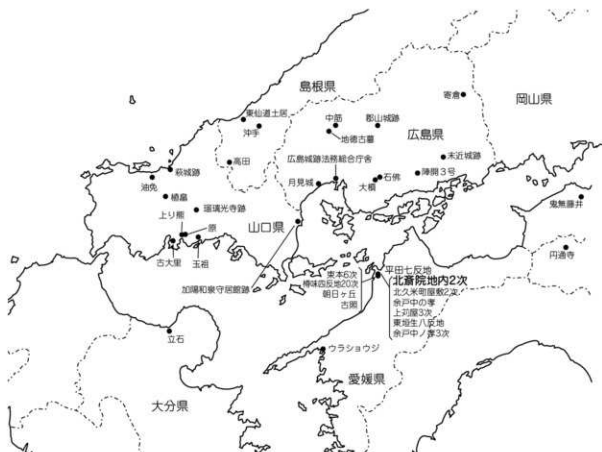 島根県
岡山県
寄倉
東仙道土居
沖手
中筋
郡山城跡
地徳古墓
広島県
広島城跡法務総合庁舎
末近城跡
高田
萩城跡
油免
月見城
石佛
陣開3号
大槇
椿畠
瑠璃光寺跡
鬼無藤井
上り熊
原
山口県
古大里
玉祖
円通寺
加陽和泉守居館跡
平田七反地
北斎院地内2次
東本6次
樽味四反地20次
朝日ヶ丘
古照
北久米町屋敷2次
余戸中の孝
上苅屋3次
東垣生八反地
余戸中ノ孝3次
立石
ウラショウジ
愛媛県
大分県